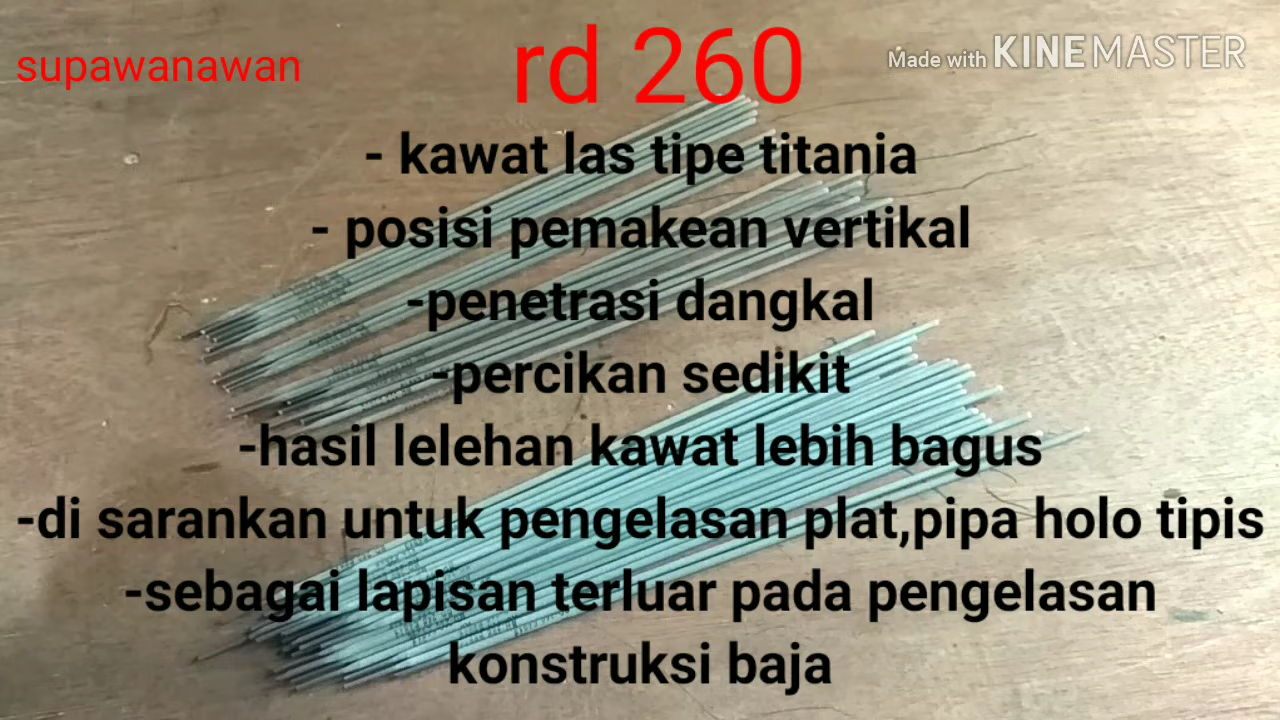 rd 260
supawanawan
Made with KINEMASTER
- kawat las tipe titania
- posisi pemakean vertikal
-penetrasi dangkal
-percikan sedikit
-hasil lelehan kawat lebih bagus
-di sarankan untuk pengelasan plat,pipa holo tipis
-sebagai lapisan terluar pada pengelasan
konstruksi baja